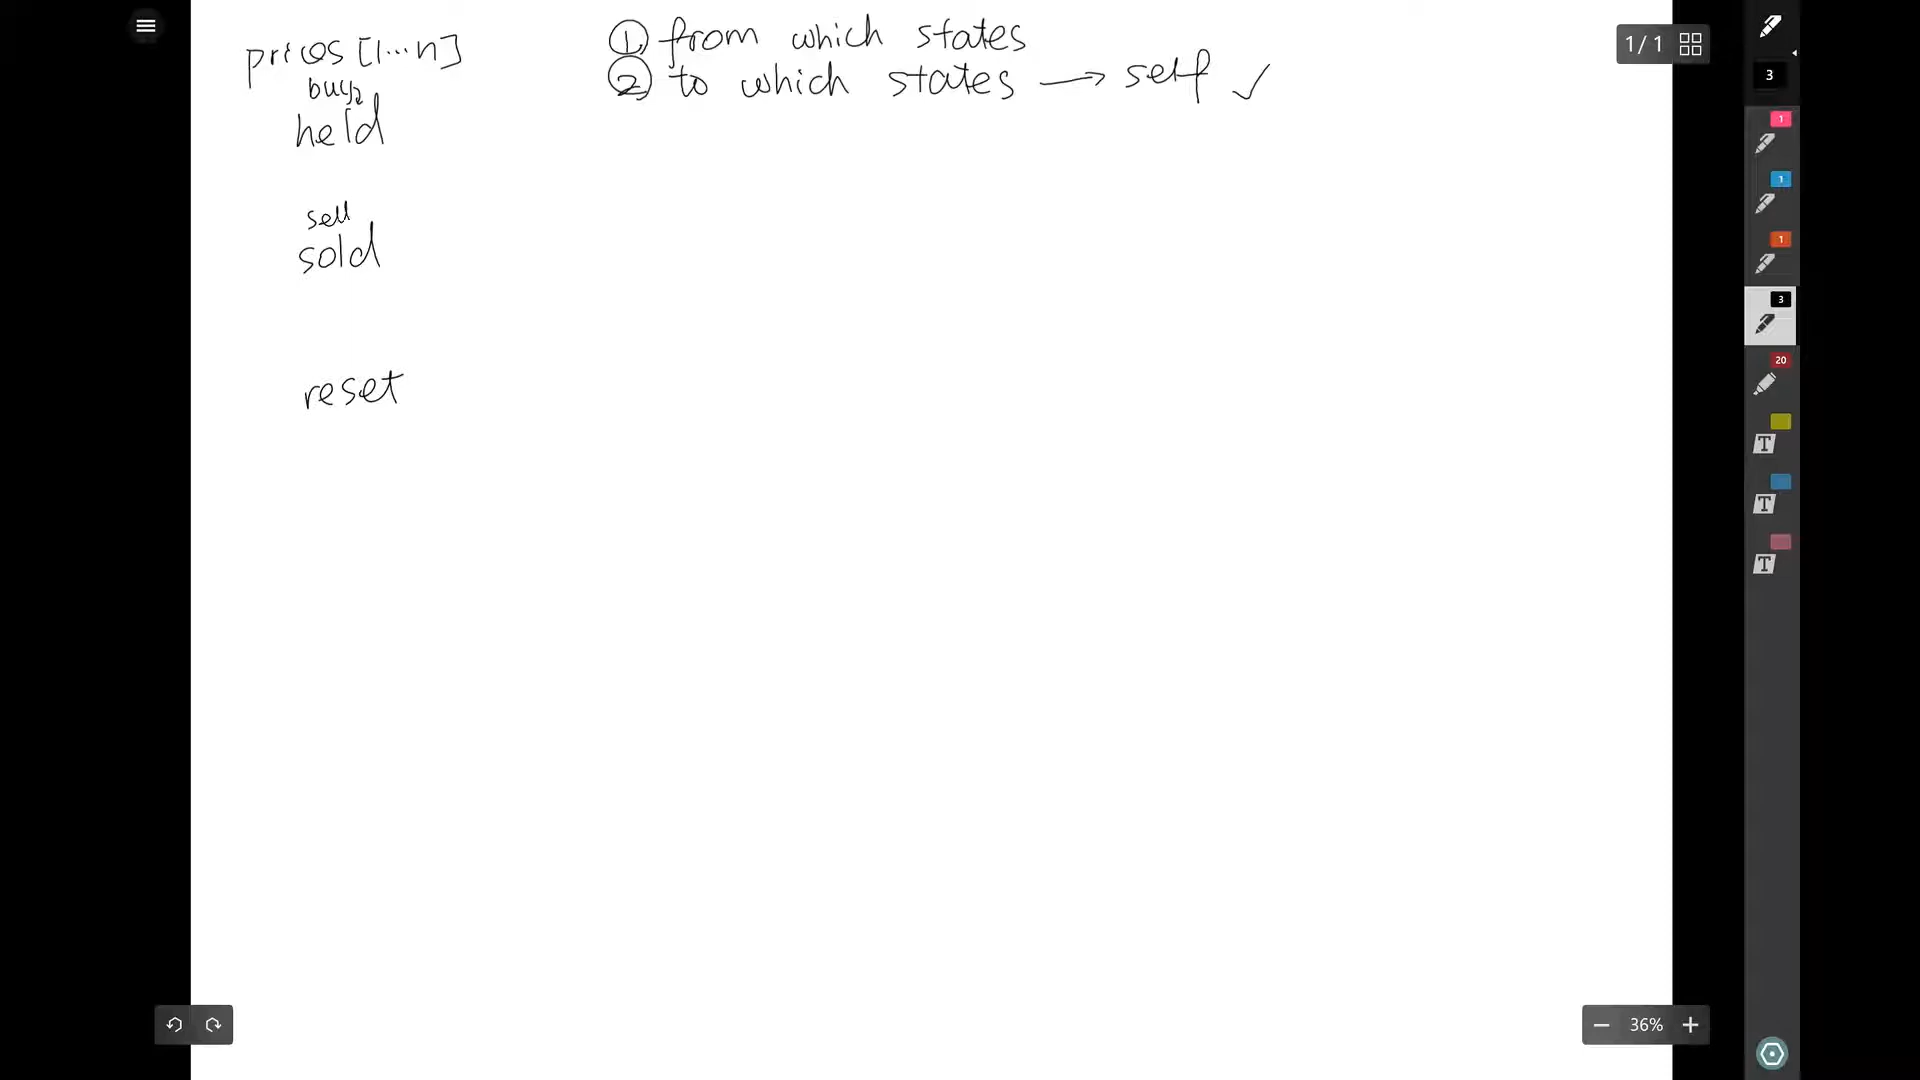 prices [1...n]
① from which states
② to which states → self ✓
buy
held
sell
sold
reset
1/1
3
1
1
1
3
20
T
T
T
36%